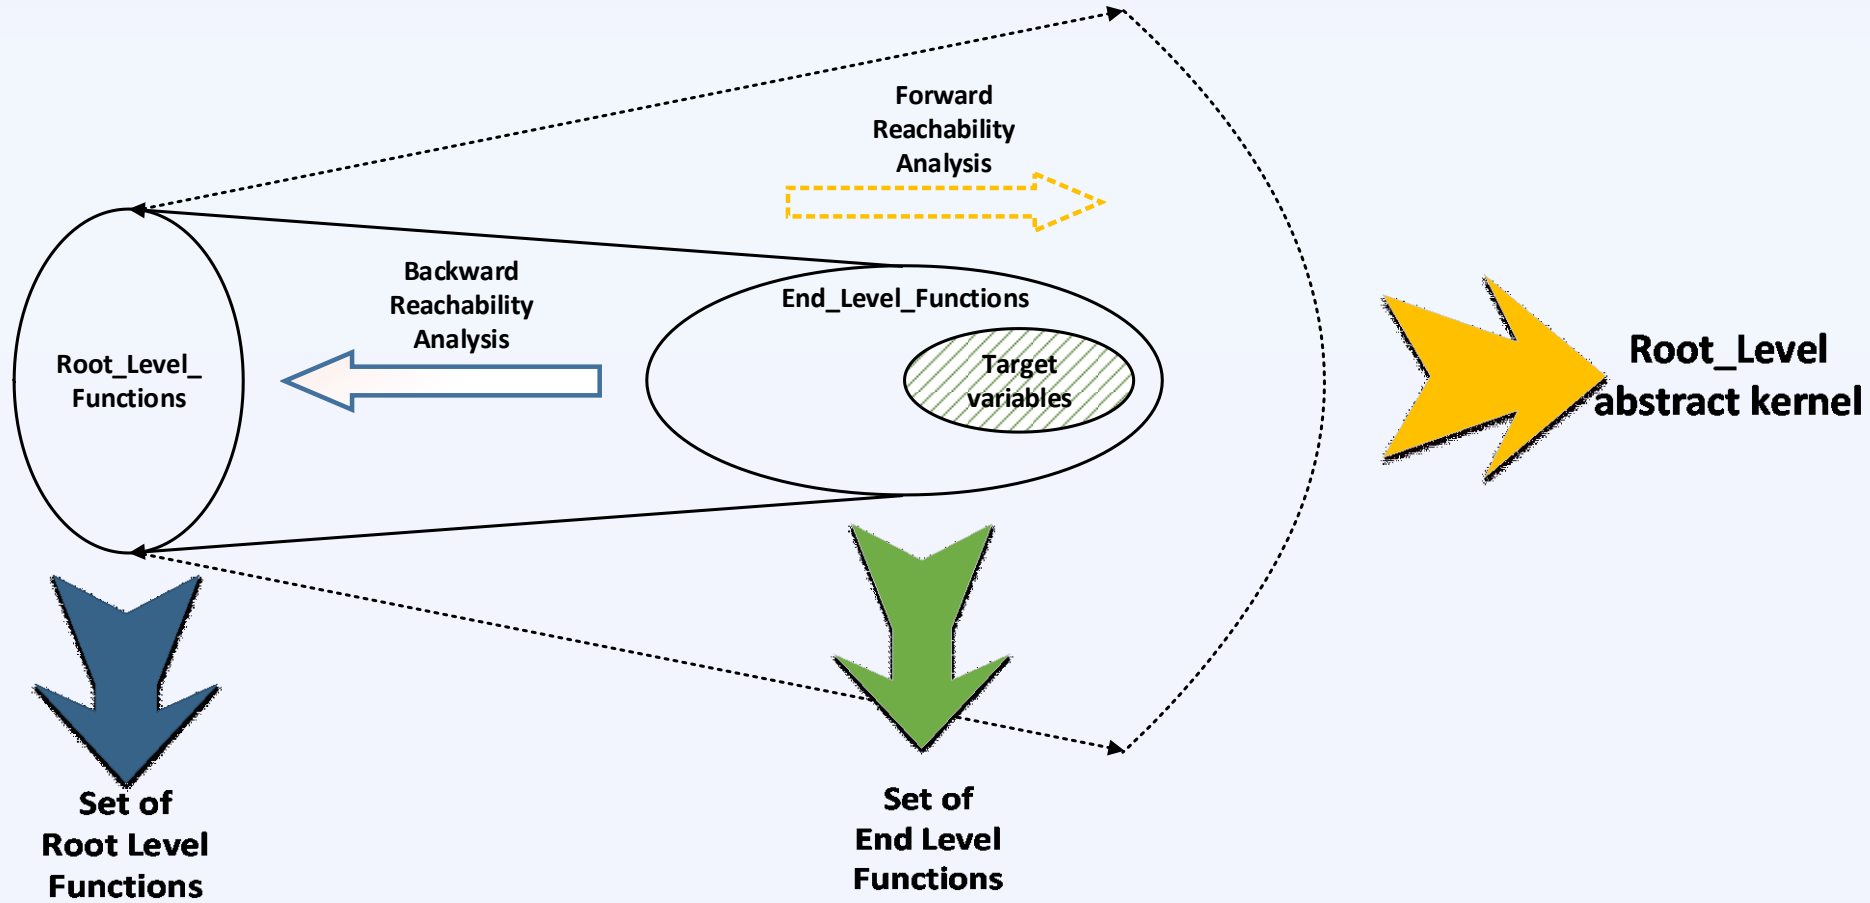 Forward
Reachability
Analysis
Backward
Reachability
Analysis
End_Level_Functions
Root_Level_
Functions
Target
variables
Root_Level
abstract kernel
Set of
Root Level
Functions
Set of
End Level
Functions